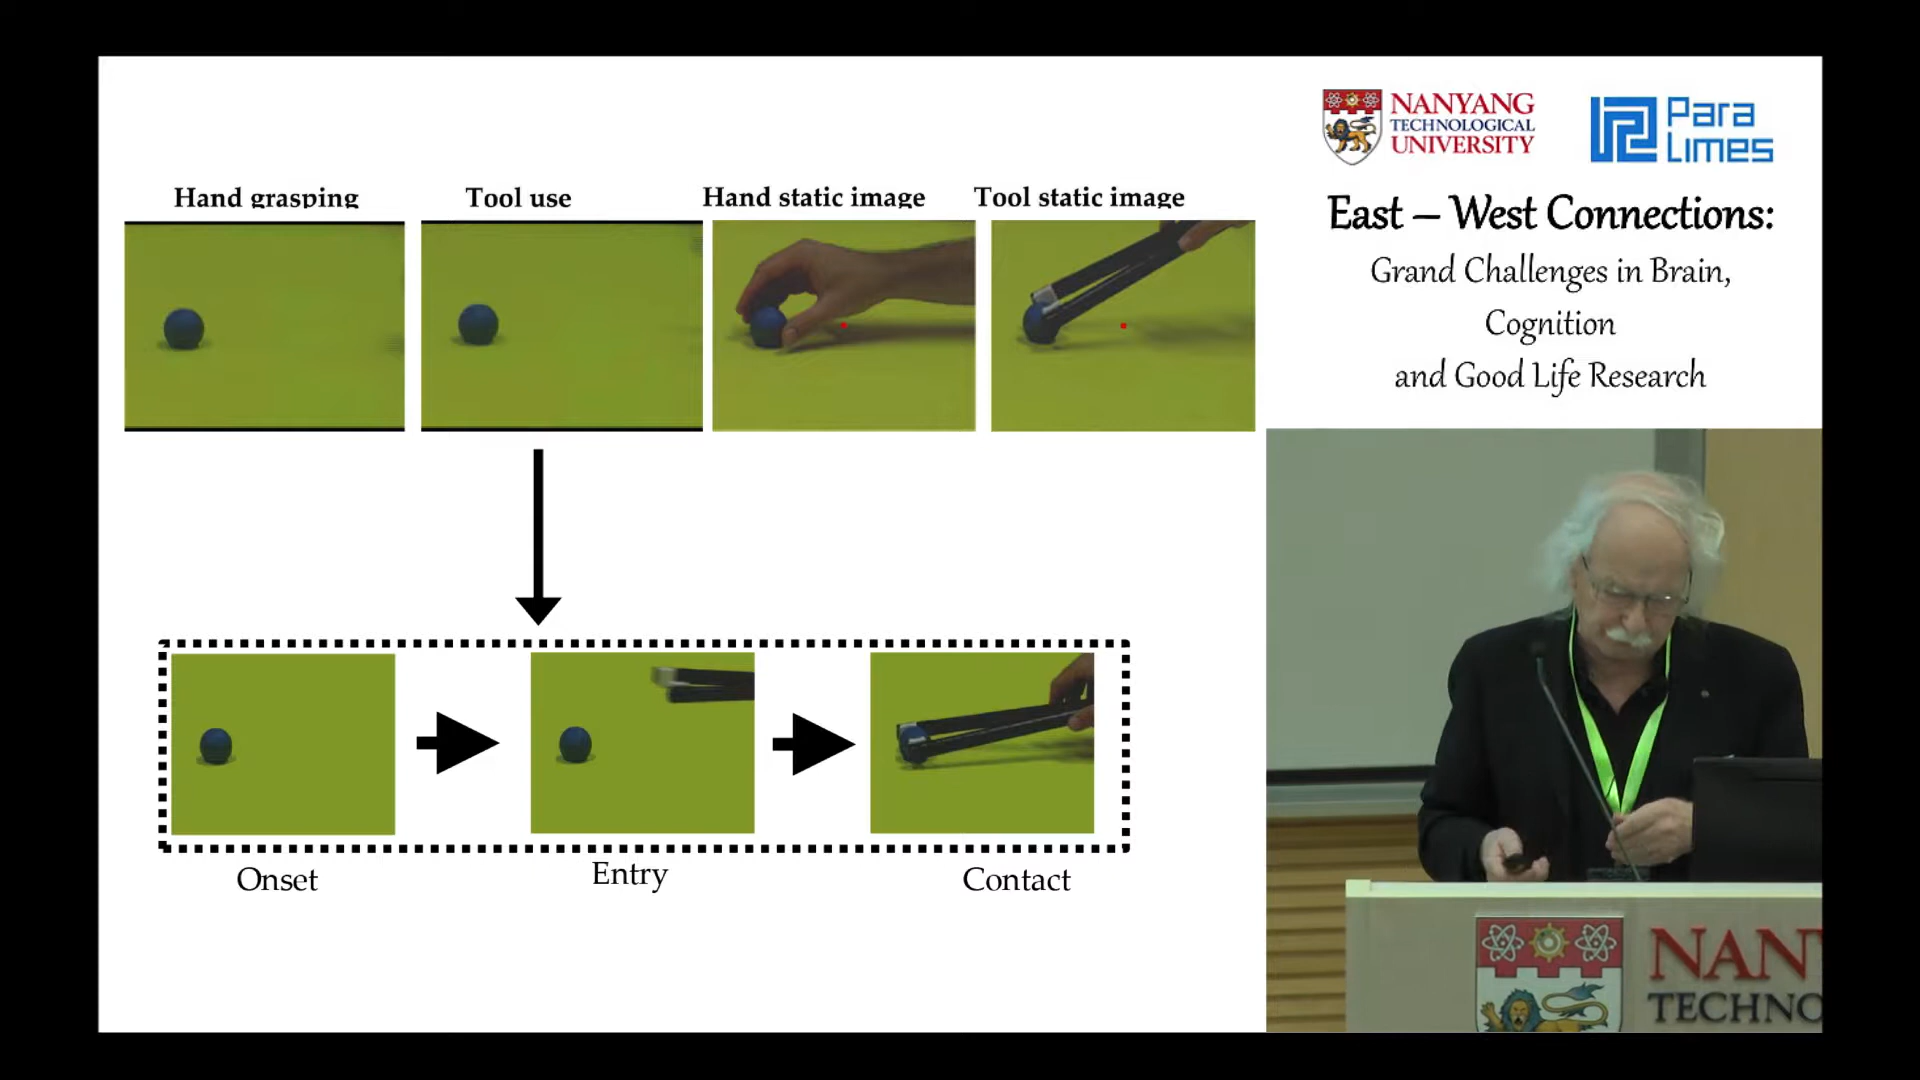 Hand grasping
Tool use
Hand static image
Tool static image
Onset
Entry
Contact
NANYANG
TECHNOLOGICAL
UNIVERSITY
Para
Limes
East – West Connections:
Grand Challenges in Brain,
Cognition
and Good Life Research
NAN
TECHNO